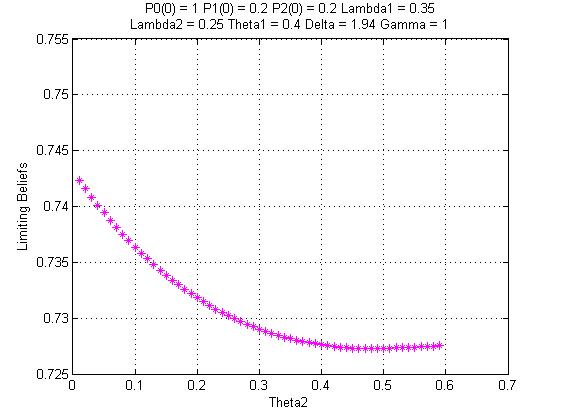 P0(0) = 1 P1(0) = 0.2 P2(0) = 0.2 Lambda1 = 0.35
Lambda2 = 0.25 Theta1 = 0.4 Delta = 1.94 Gamma = 1
0.755
0.75
0.745
0.74
0.735
0.73
0.725
Limiting Beliefs
0 0.1 0.2 0.3 0.4 0.5 0.6 0.7
Theta2